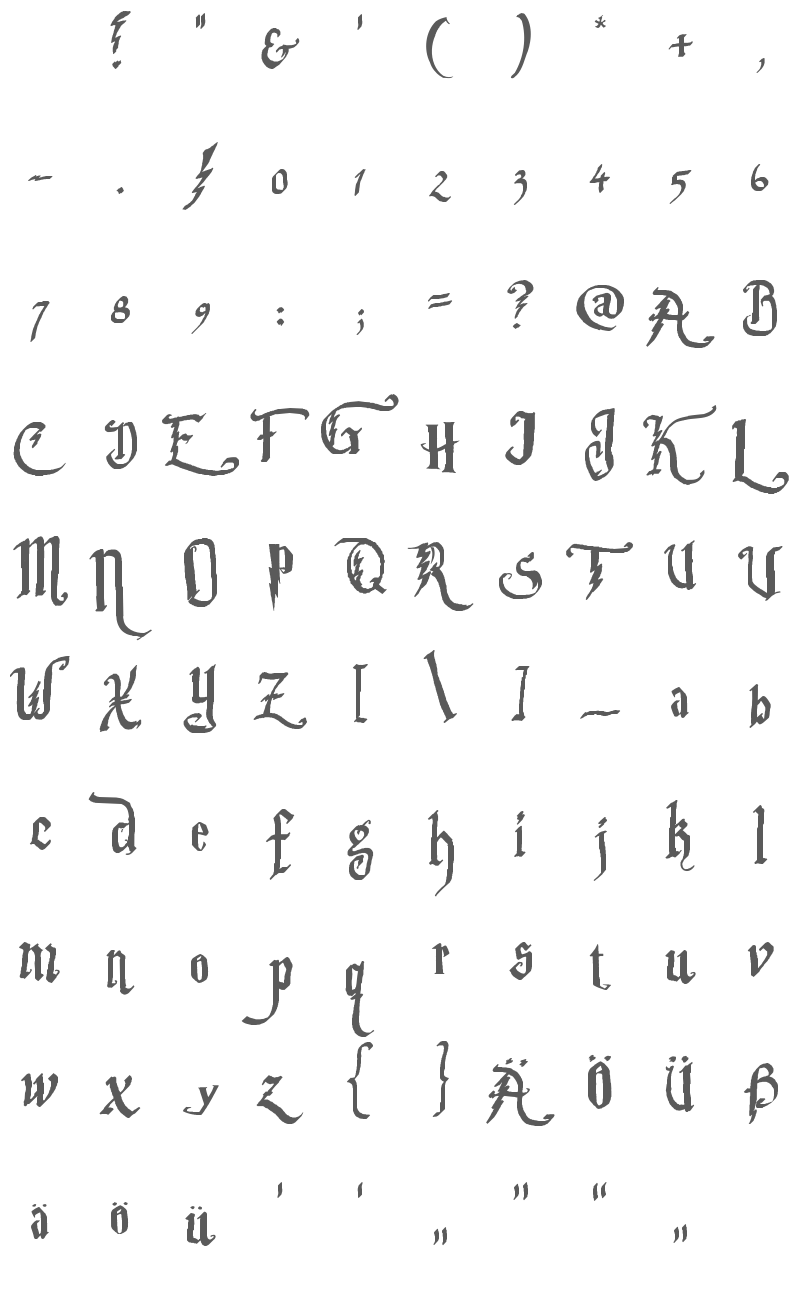 ! " & ' ( ) * + ,
- . / 0 1 2 3 4 5 6
7 8 9 : ; = ? @ A B
C D E F G H I J K L
M N O P Q R S T U V
W X Y Z [ \ ] _ a b
c d e f g h i j k l
m n o p q r s t u v
w x y z { } Ä Ö Ü ß
ä ö ü ‘ ’ „ ” “ „